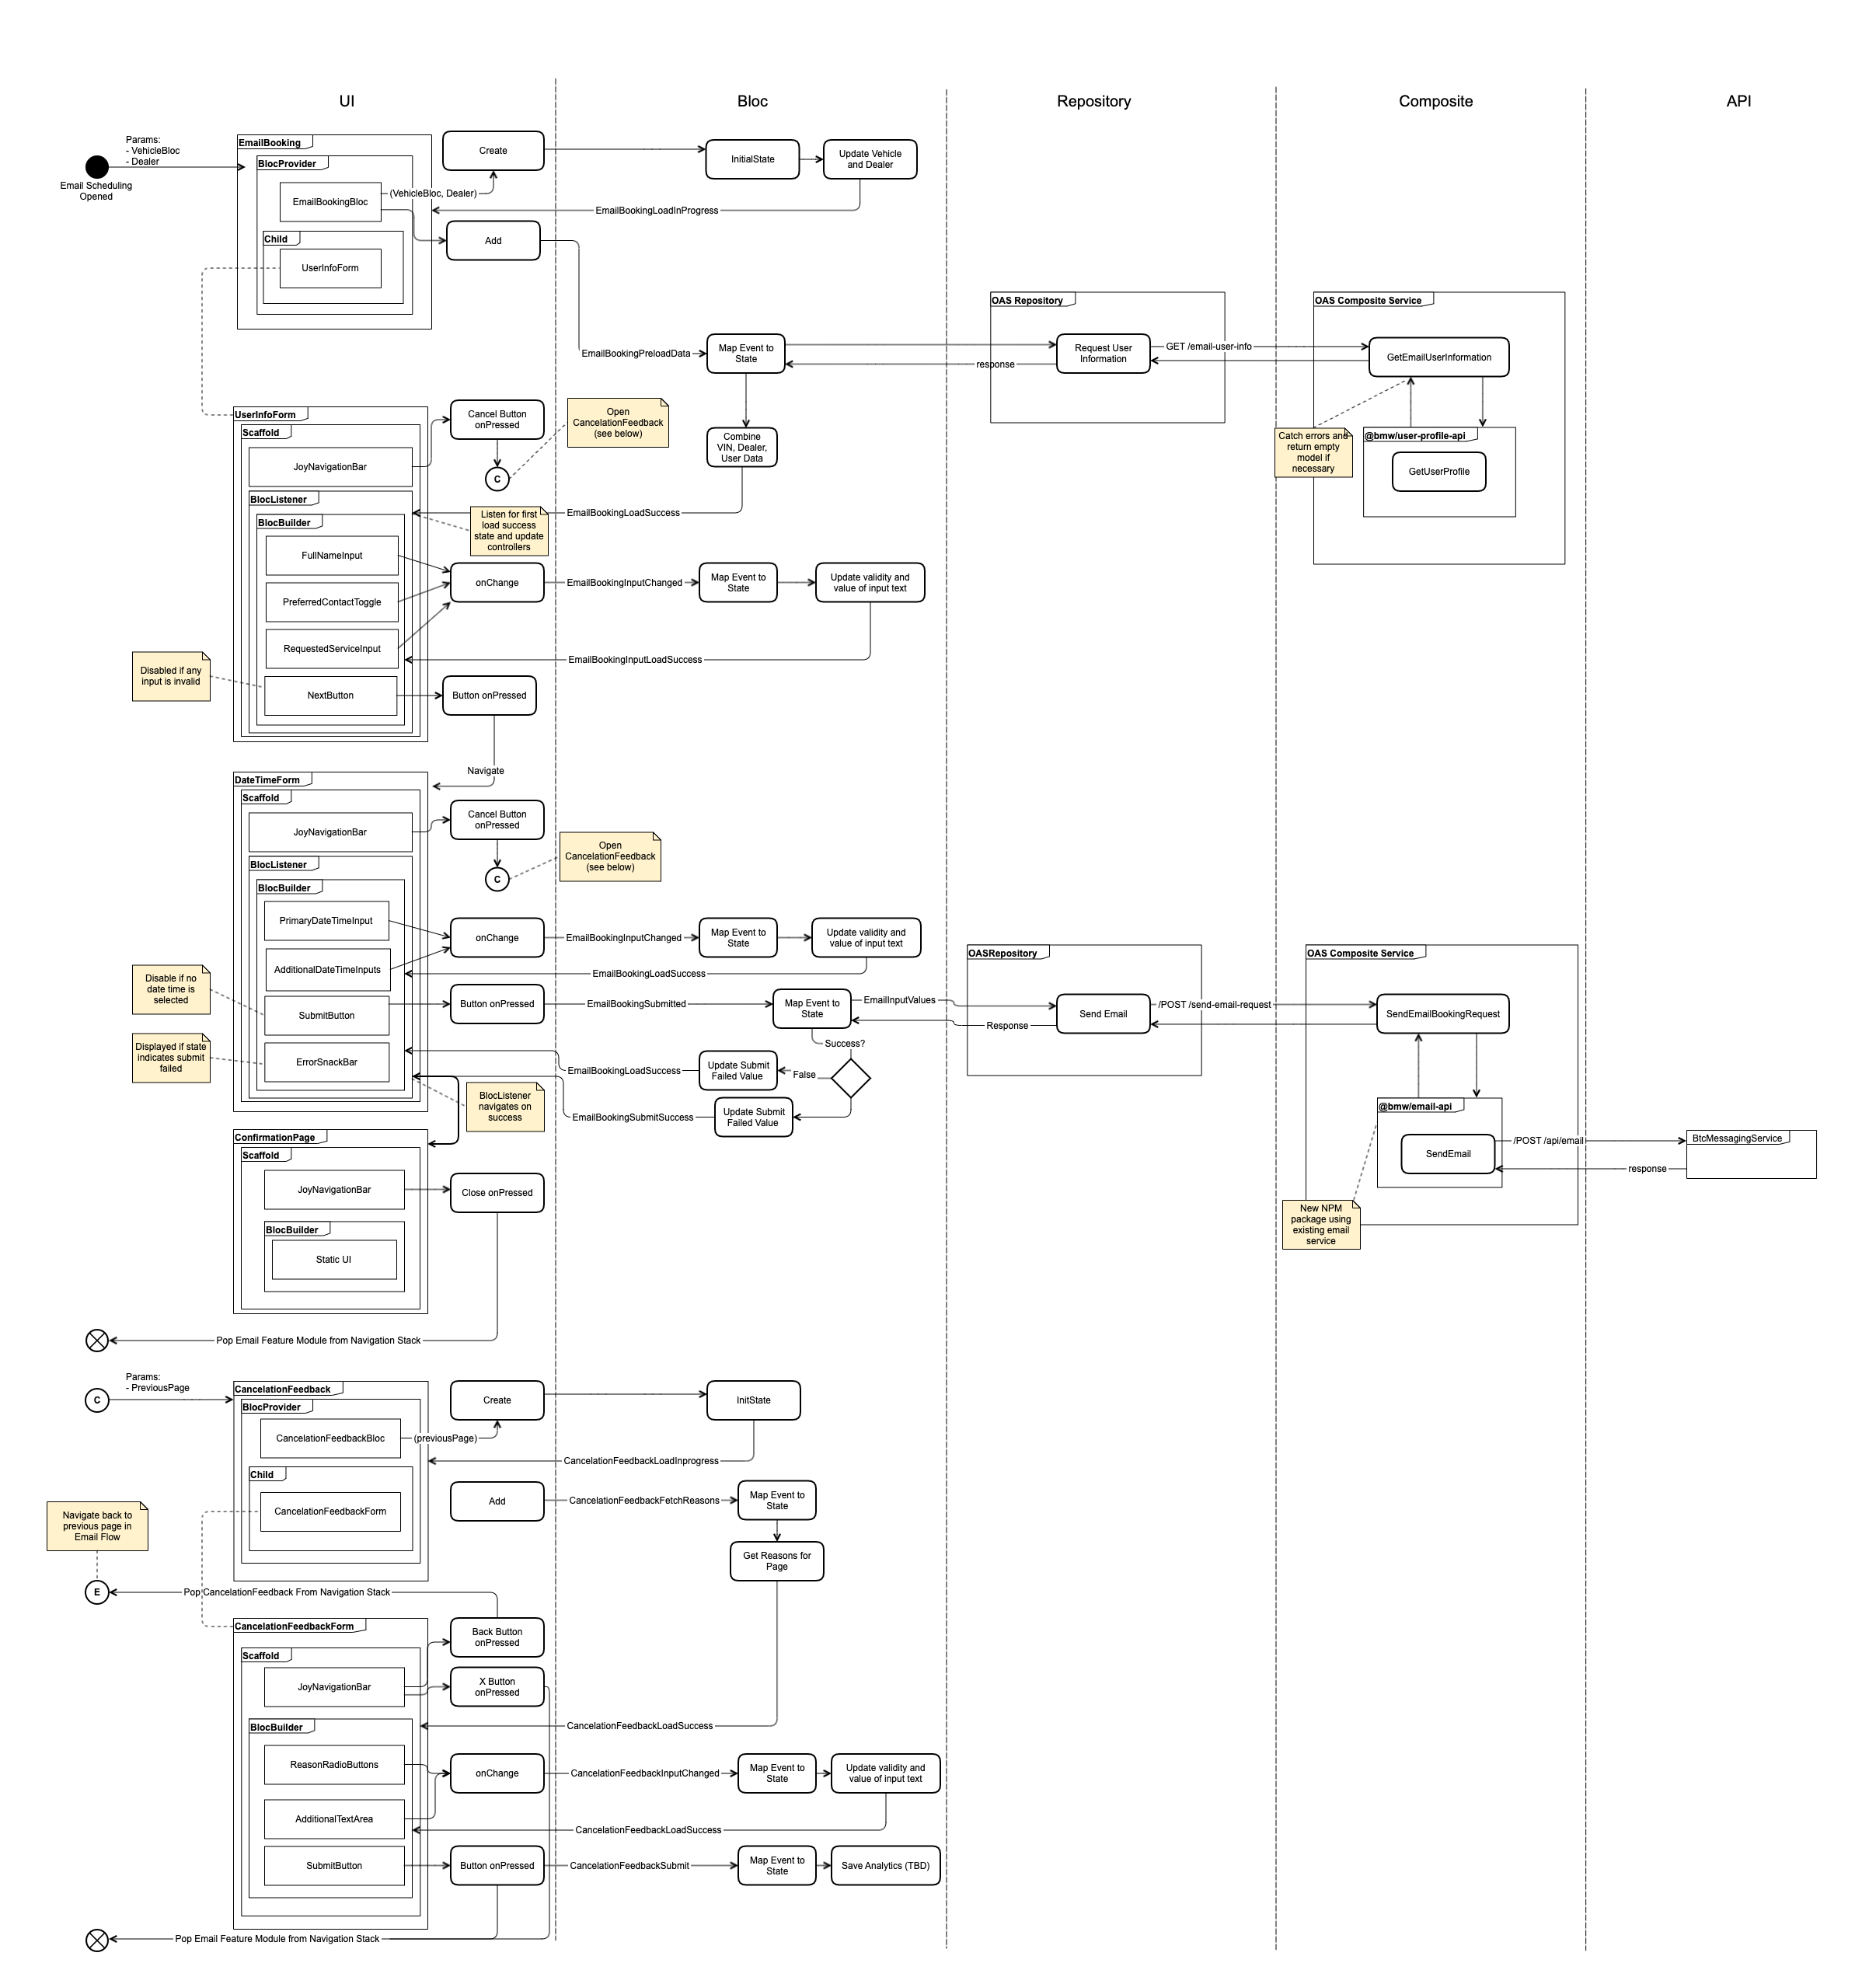 UI
Bloc
Repository
Composite
API
Params:
- VehicleBloc
- Dealer
Email Scheduling
Opened
EmailBooking
BlocProvider
EmailBookingBloc
(VehicleBloc, Dealer)
Child
UserInfoForm
Create
Add
InitialState
Update Vehicle
and Dealer
EmailBookingLoadInProgress
EmailBookingPreloadData
Map Event to
State
OAS Repository
Request User
Information
response
GET /email-user-info
OAS Composite Service
GetEmailUserInformation
Catch errors and
return empty
model if
necessary
@bmw/user-profile-api
GetUserProfile
Combine
VIN, Dealer,
User Data
UserInfoForm
Scaffold
JoyNavigationBar
Cancel Button
onPressed
C
Open
CancelationFeedback
(see below)
BlocListener
BlocBuilder
EmailBookingLoadSuccess
Listen for first
load success
state and update
controllers
FullNameInput
PreferredContactToggle
RequestedServiceInput
NextButton
onChange
EmailBookingInputChanged
Map Event to
State
Update validity and
value of input text
EmailBookingInputLoadSuccess
Disabled if any
input is invalid
Button onPressed
Navigate
DateTimeForm
Scaffold
JoyNavigationBar
Cancel Button
onPressed
C
Open
CancelationFeedback
(see below)
BlocListener
BlocBuilder
PrimaryDateTimeInput
AdditionalDateTimeInputs
SubmitButton
ErrorSnackBar
onChange
EmailBookingInputChanged
Map Event to
State
Update validity and
value of input text
EmailBookingLoadSuccess
Disable if no
date time is
selected
Displayed if state
indicates submit
failed
Button onPressed
EmailBookingSubmitted
Map Event to
State
EmailInputValues
Response
Success?
False
Update Submit
Failed Value
EmailBookingLoadSuccess
Update Submit
Failed Value
EmailBookingSubmitSuccess
BlocListener
navigates on
success
OASRepository
Send Email
/POST /send-email-request
OAS Composite Service
SendEmailBookingRequest
@bmw/email-api
SendEmail
/POST /api/email
response
BtcMessagingService
New NPM
package using
existing email
service
ConfirmationPage
Scaffold
JoyNavigationBar
Close onPressed
BlocBuilder
Static UI
Pop Email Feature Module from Navigation Stack
C
Params:
- PreviousPage
CancelationFeedback
BlocProvider
CancelationFeedbackBloc
(previousPage)
Create
InitState
CancelationFeedbackLoadInprogress
Child
CancelationFeedbackForm
Add
CancelationFeedbackFetchReasons
Map Event to
State
Get Reasons for
Page
Navigate back to
previous page in
Email Flow
E
Pop CancelationFeedback From Navigation Stack
CancelationFeedbackForm
Scaffold
JoyNavigationBar
Back Button
onPressed
X Button
onPressed
BlocBuilder
CancelationFeedbackLoadSuccess
ReasonRadioButtons
AdditionalTextArea
SubmitButton
onChange
CancelationFeedbackInputChanged
Map Event to
State
Update validity and
value of input text
CancelationFeedbackLoadSuccess
Button onPressed
CancelationFeedbackSubmit
Map Event to
State
Save Analytics (TBD)
Pop Email Feature Module from Navigation Stack